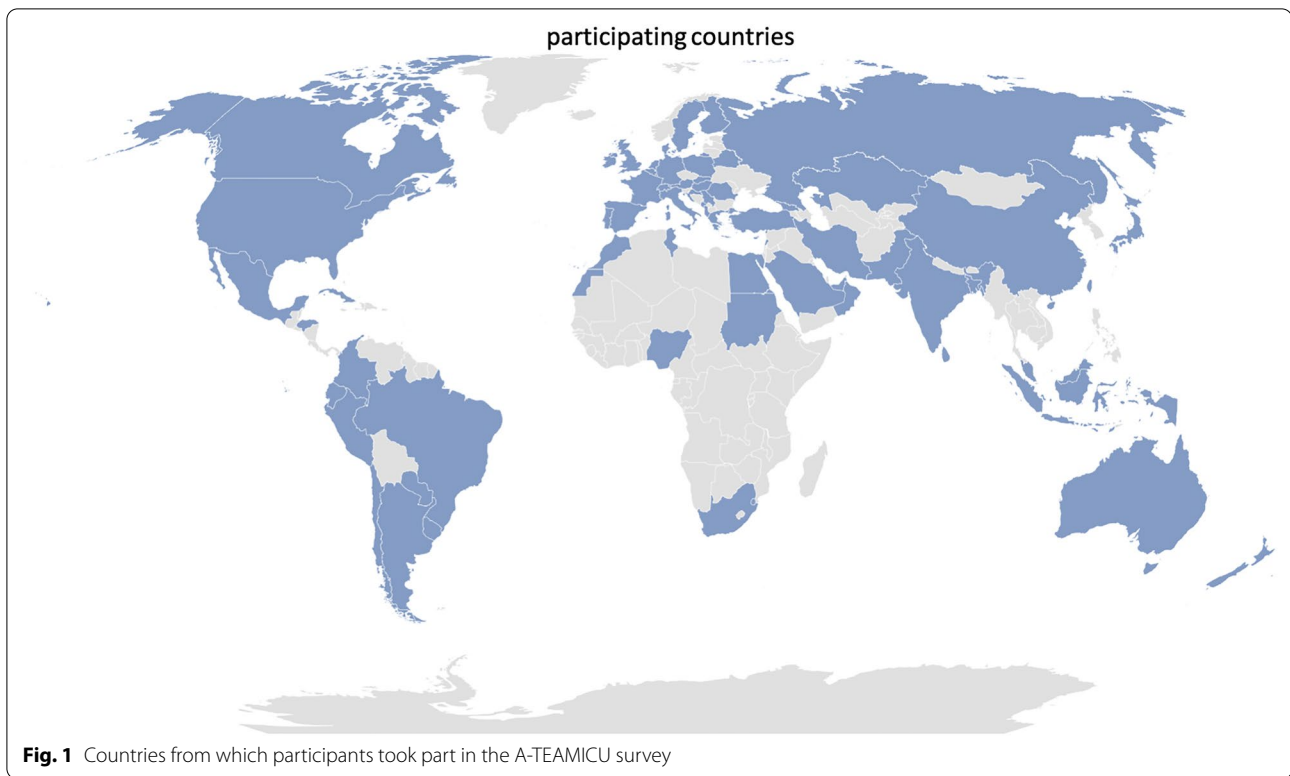 participating countries
Fig. 1 Countries from which participants took part in the A-TEAMICU survey